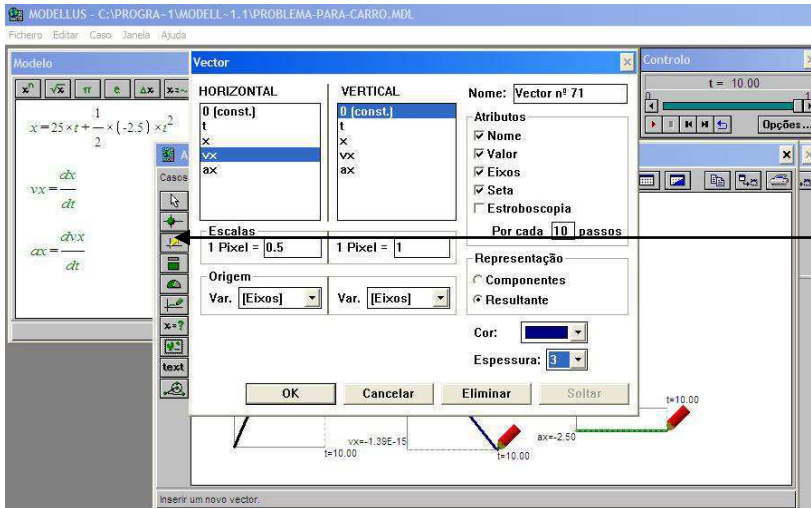 MODELLUS - C:\PROGRA~1\MODELL~1.1\PROBLEMA-PARA-CARRO.MDL
Ficheiro Editar Caso Janela Ajuda
Modelo
xⁿ √x π e Δx
x=25×t+1/2×(-2.5)×t²
vx=dx/dt
ax=dvx/dt
Casos
x=?
text
Vector
HORIZONTAL
0 (const.)
t
x
vx
ax
VERTICAL
0 (const.)
t
x
vx
ax
Escalas
1 Pixel = 0.5
1 Pixel = 1
Origem
Var. [Eixos]
Var. [Eixos]
Nome: Vector nº 71
Atributos
Nome
Valor
Eixos
Seta
Estroboscopia
Por cada 10 passos
Representação
Componentes
Resultante
Cor:
Espessura: 3
OK Cancelar Eliminar Soltar
Controlo
t = 10.00
0
Opções...
t=10.00
vx=-1.39E-15
t=10.00
ax=-2.50
t=10.00
Inserir um novo vector.